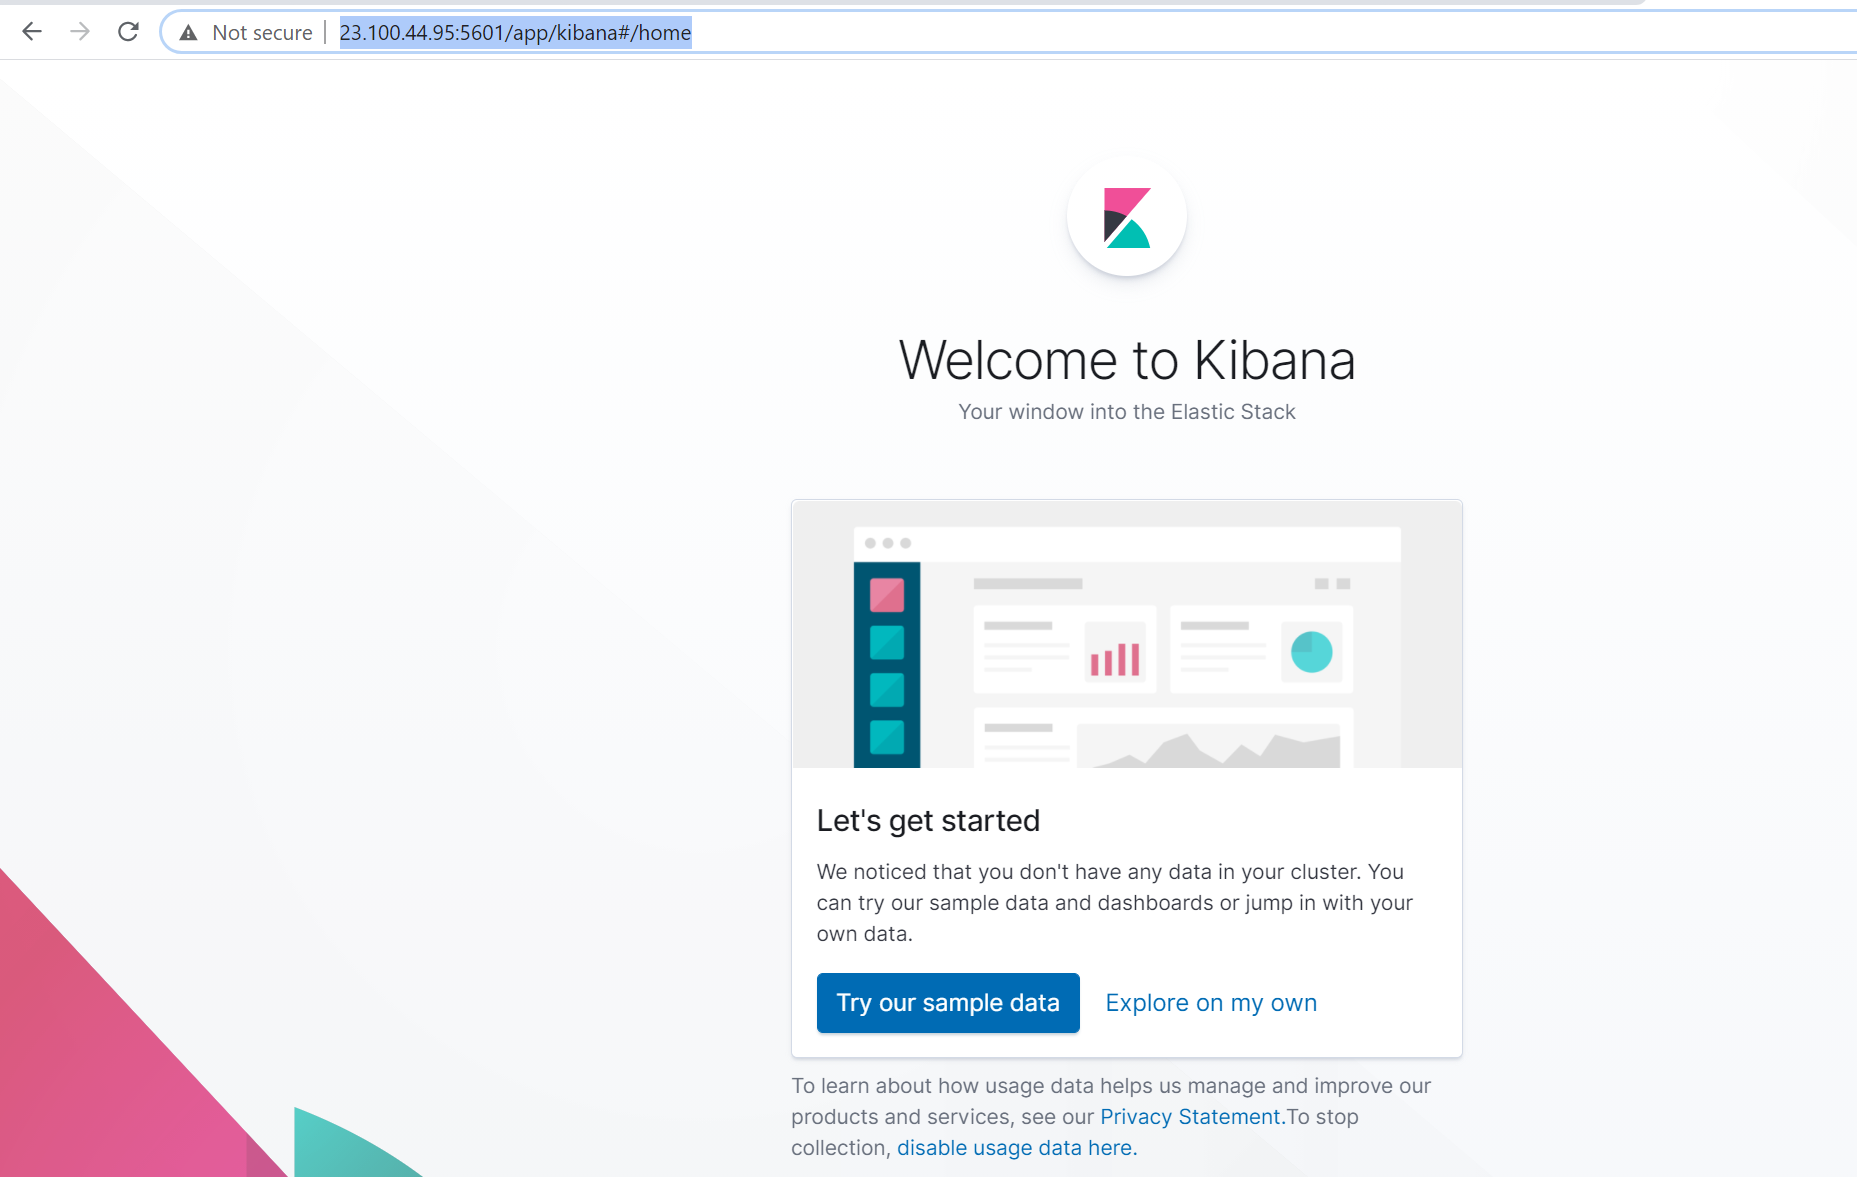 Not secure | 23.100.44.95:5601/app/kibana#/home
Welcome to Kibana
Your window into the Elastic Stack
Let's get started
We noticed that you don't have any data in your cluster. You
can try our sample data and dashboards or jump in with your
own data.
Try our sample data Explore on my own
To learn about how usage data helps us manage and improve our
products and services, see our Privacy Statement.To stop
collection, disable usage data here.